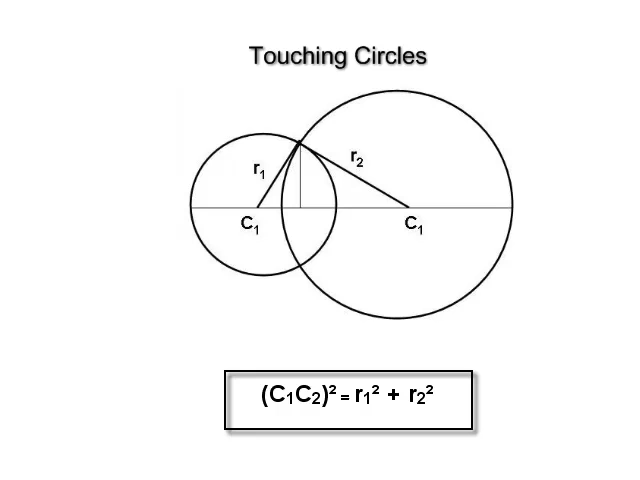 Touching Circles
r₁
r₂
C₁
C₁
(C₁C₂)² = r₁² + r₂²